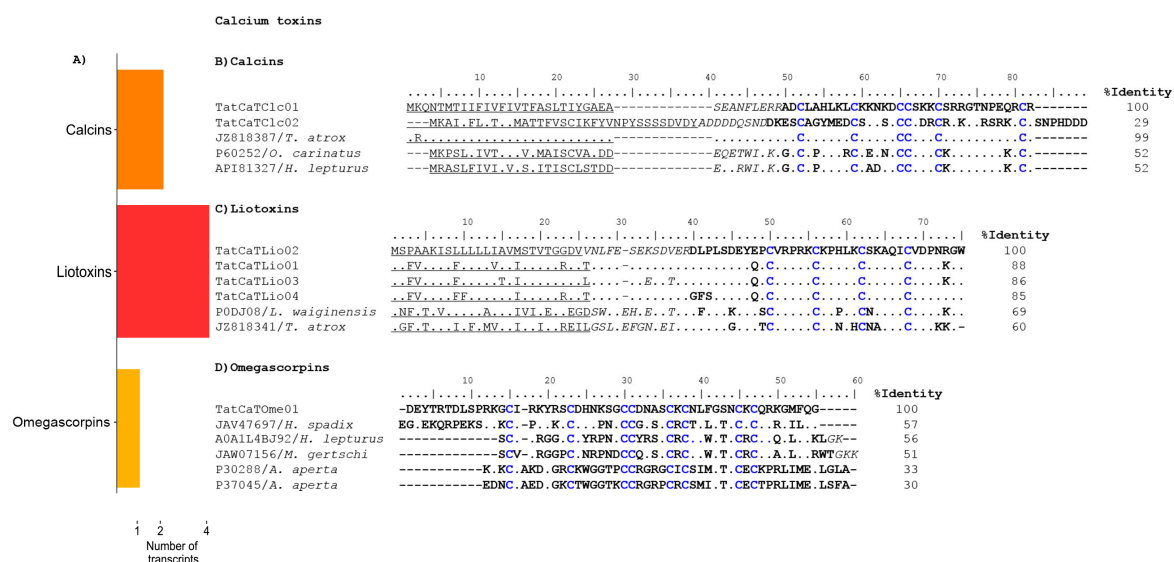 Calcium toxins
A)
B)Calcins
10 20 30 40 50 60 70 80
%Identity
TatCaTClc01 MKQNTMTIIFIVFIVTFASLTIYGAEA-------------SEANFLERRADCLAHLKLCKKNKDCCSKKCSRRGTNPEQRCR------- 100
TatCaTClc02 ---MKAI.FL.T..MATTFVSCIKFYVNPYSSSSDVDYADDDDQSNDDKESCAGYMEDCS..S.CC.DRCR.K..RSRK.C.SNPHDDD 29
JZ818387/T. atrox .R.........................-------------...........C......C.....CC...C..........C.------- 99
P60252/O. carinatus ---MKPSL.IVT...V.MAISCVA.DD-------------EQETWI.K.G.C.P...RC.E.N.CC...C........K.C.------- 52
API81327/H. lepturus ---MRASLFIVI.V.S.ITISCLSTDD-------------E..RWI.K.G.C.P....C.AD..CC...CK.......K.C.------- 52
Calcins
C)Liotoxins
10 20 30 40 50 60 70
%Identity
TatCaTLio02 MSPAAKISLLLLLIAVMSTVTGGDVVNLFE-SEKSDVERDLPLSDEYEPCVRPRKCKPHLKCSKAQICVDPNRGW 100
TatCaTLio01 ..FV....F....V..I.....R..T....-................Q.C.....C.....C.....C....K.. 88
TatCaTLio03 ..FV..........T.I........L....-..E..T..........Q.C.....C.....C.....C....K.. 86
TatCaTLio04 ..FV....FF......I.....R..T....-........GFS.....Q.C.....C.....C.....C....... 85
P0DJ08/L. waiginensis .NF.T.V.....A...IVI.E..EGDSW..EH.E..T...F...K...SC.....C..P..CN....C....R.. 69
JZ818341/T. atrox .GF.T...I.F.MV...I..I..REILGSL.EFGN.EI.......G...TC.....C..N.HCNA...C...KK.- 60
Liotoxins
D)Omegascorpins
10 20 30 40 50 60
%Identity
TatCaTOme01 -DEYTRTDLSPRKGCI-RKYRSCDHNKSGCCDNASCKCNLFGSNCKCQRKGMFQG----- 100
JAV47697/H. spadix EG.EKQRPEKS..KC-.P..K...PN.CC.G.S.CRCT.L.T.C.CC..R.IL..----- 57
A0A1L4BJ92/H. lepturus -------------SC,-.RGG.C.YRPN.CCYRS.CRC..W.T.CRC..Q.L..KLGK- 56
JAW07156/M. gertschi -------------SCV-.RGGPC.NRPNDCCQ.S.CRC..W.T.CRC..A.L..RWTGKK 51
P30288/A. aperta -----------K.KC.AKD.GRCKWGGTPCCRGRGCICSIM.T.CECKPRLIME.LGLA- 33
P37045/A. aperta -----------EDNC.AED.GKCTWGGTKCCRGRPCRCSMI.T.CECTPRLIME.LSFA- 30
Omegascorpins
1 2 4
Number of
transcripts